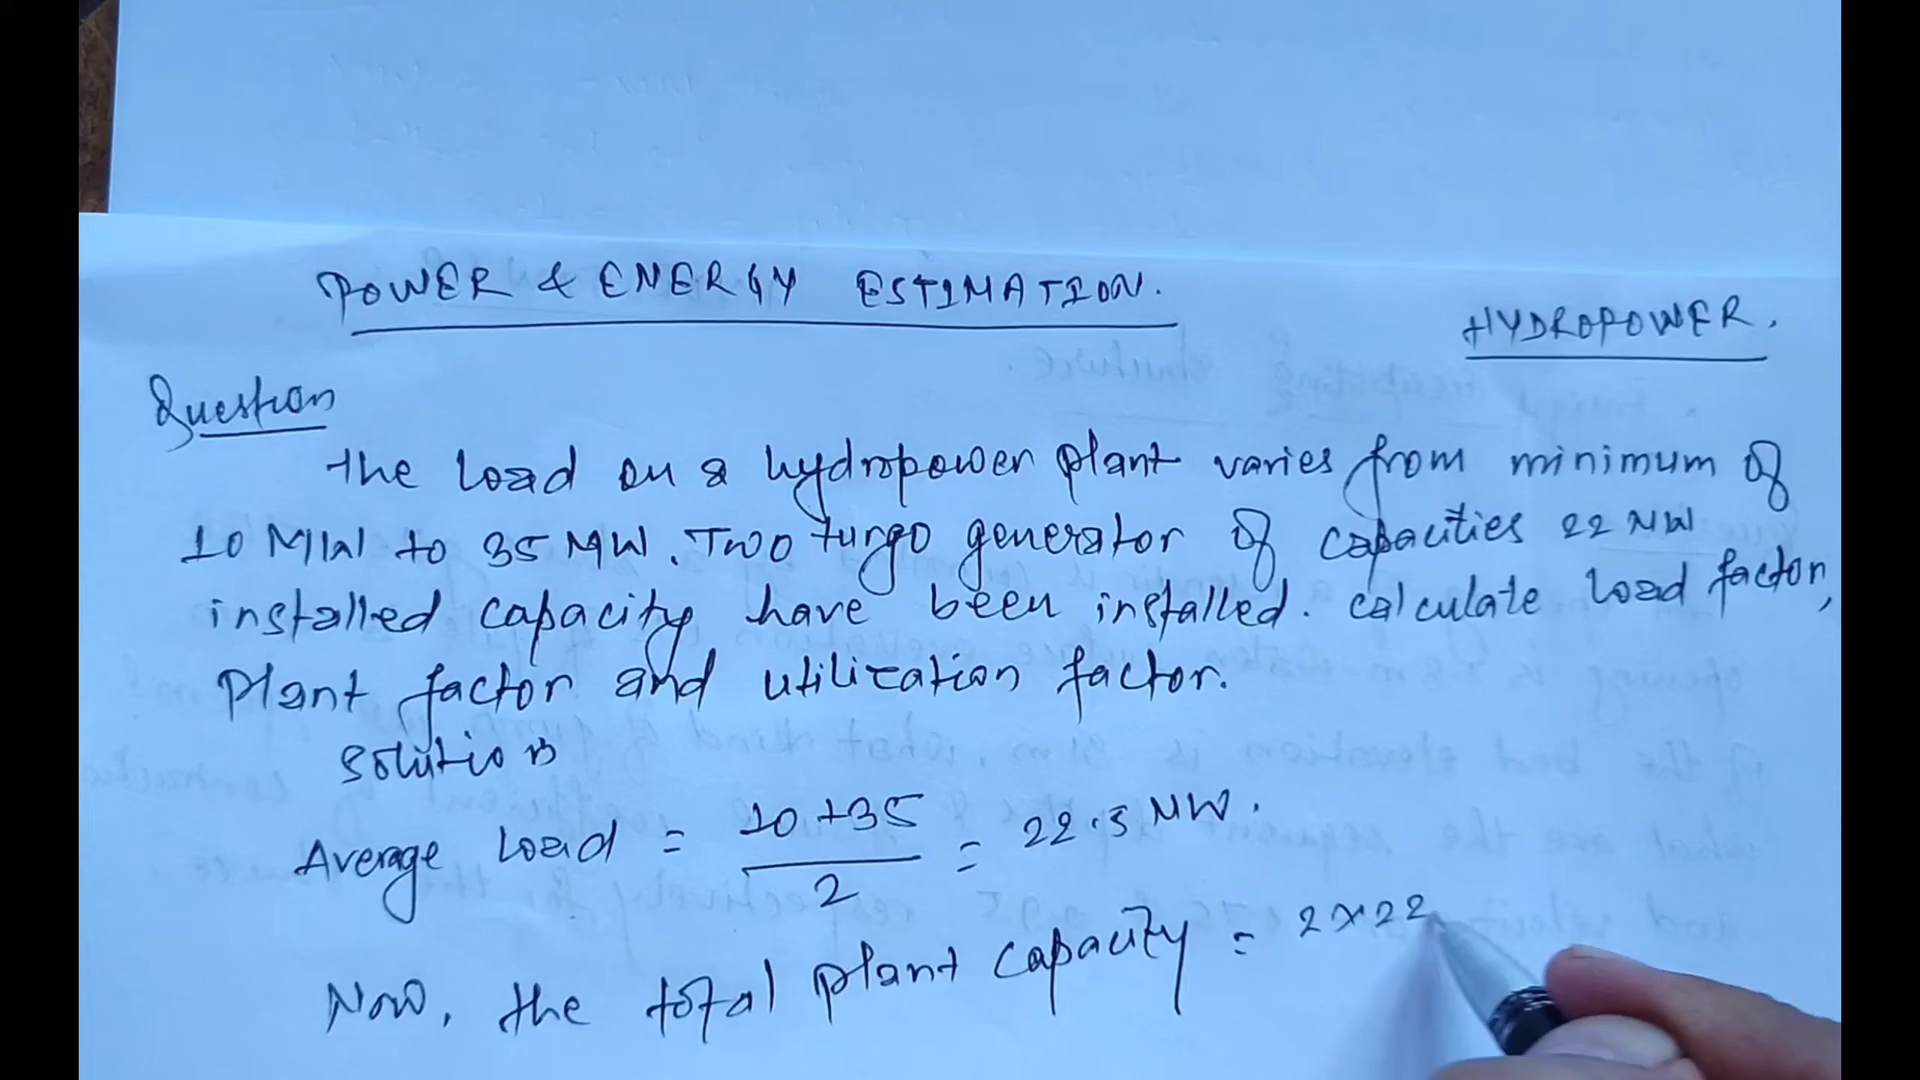 POWER & ENERGY ESTIMATION.
HYDROPOWER.
Question
The load on a hydropower plant varies from minimum of
10 MW to 35 MW. Two turgo generator of capacities 22 MW
installed capacity have been installed. calculate load factor,
plant factor and utilization factor.
solution
Average load = 10+35 / 2 = 22.5 MW.
Now, the total plant capacity = 2×22